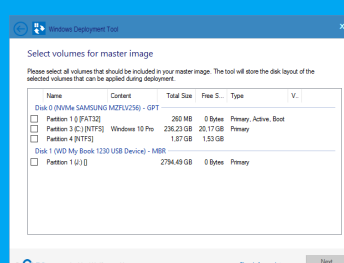 Windows Deployment Tool
x
Select volumes for master image
Please select all volumes that should be included in your master image. The tool will store the disk layout of the
selected volumes that can be applied during deployment.
Name Content Total Size Free S... Type V..
Disk 0 (NVMe SAMSUNG MZFLV256) - GPT
Partition 1 () [FAT32] 260 MB 0 Bytes Primary, Active, Boot
Partition 3 (C:) [NTFS] Windows 10 Pro 236,23 GB 20,17 GB Primary
Partition 4 [NTFS] 1,87 GB 1,53 GB
Disk 1 (WD My Book 1230 USB Device) - MBR
Partition 1 (J:) [] 2794,49 GB 0 Bytes Primary
Next